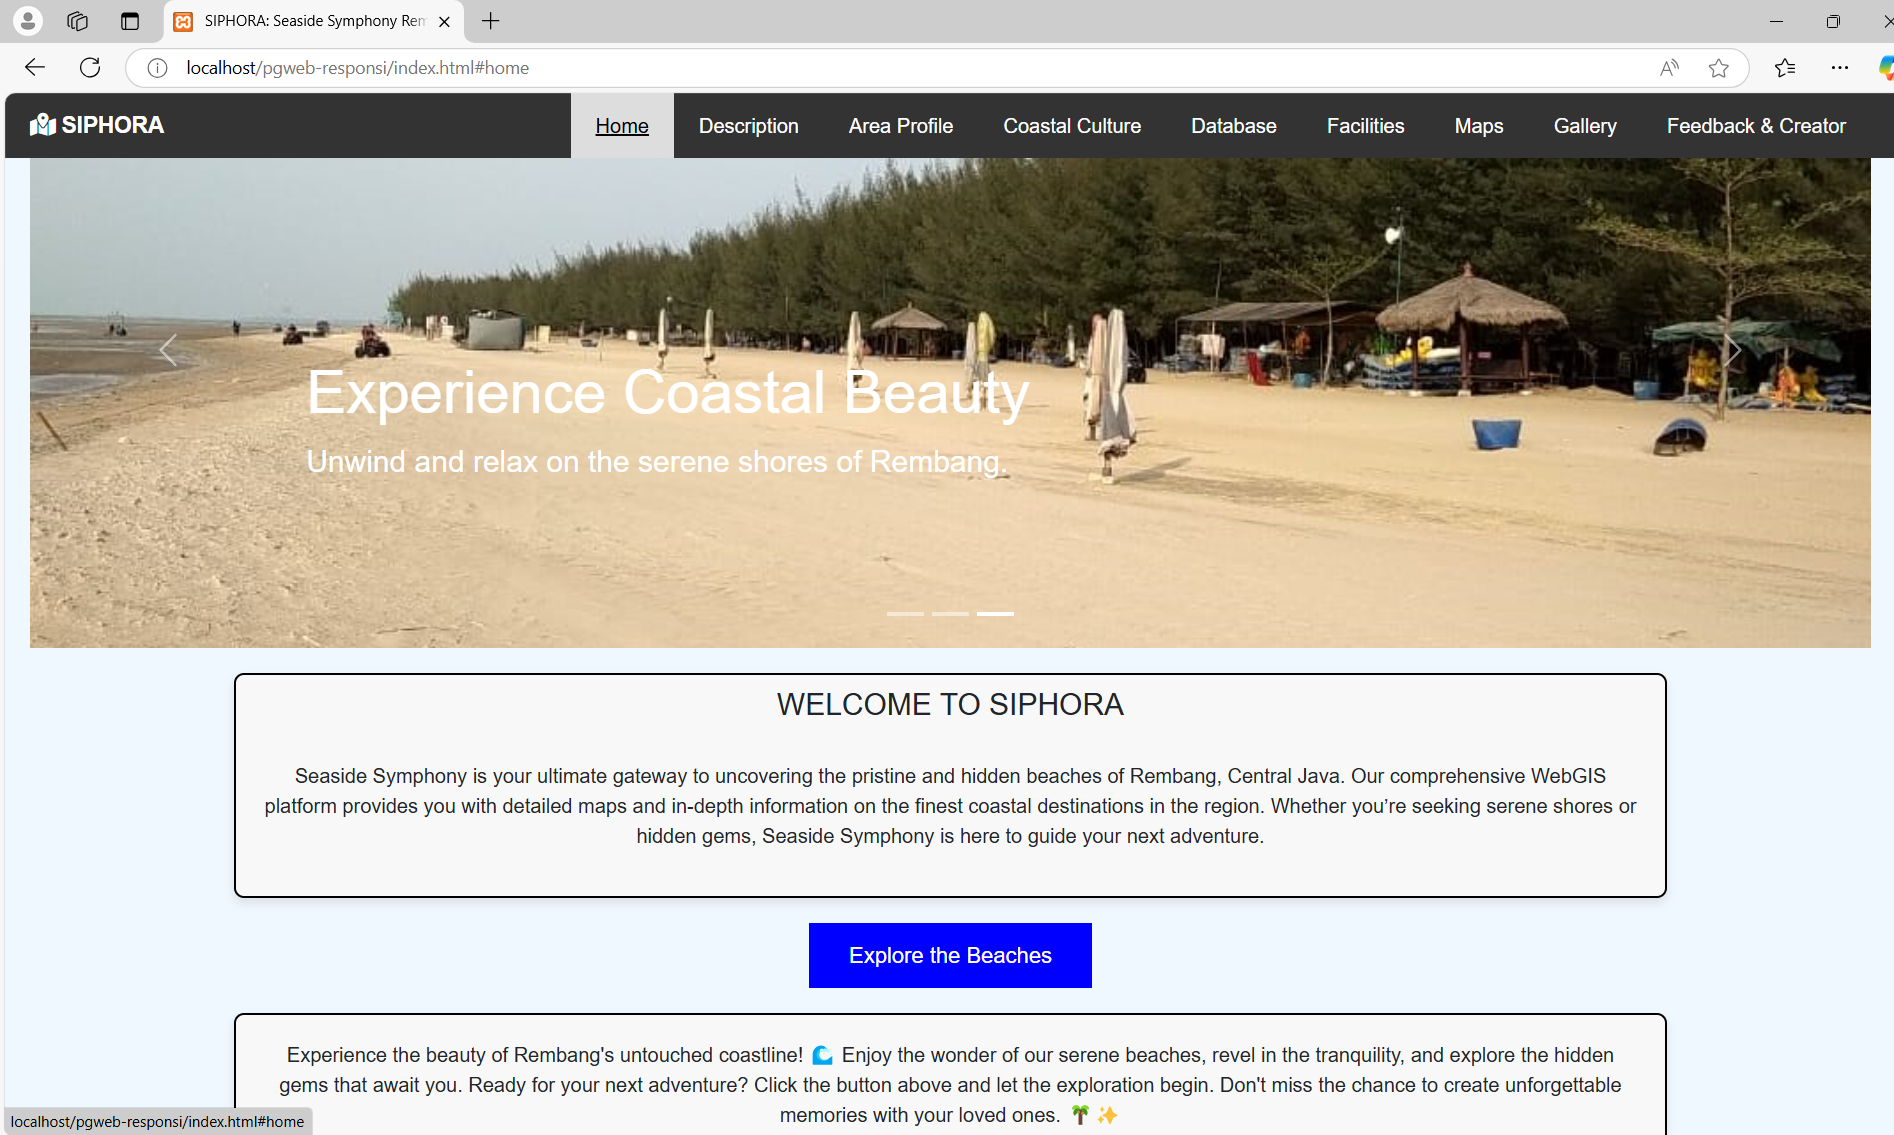 SIPHORA: Seaside Symphony Rem
localhost/pgweb-responsi/index.html#home
SIPHORA
Home
Description
Area Profile
Coastal Culture
Database
Facilities
Maps
Gallery
Feedback & Creator
Experience Coastal Beauty
Unwind and relax on the serene shores of Rembang.
WELCOME TO SIPHORA
Seaside Symphony is your ultimate gateway to uncovering the pristine and hidden beaches of Rembang, Central Java. Our comprehensive WebGIS
platform provides you with detailed maps and in-depth information on the finest coastal destinations in the region. Whether you’re seeking serene shores or
hidden gems, Seaside Symphony is here to guide your next adventure.
Explore the Beaches
Experience the beauty of Rembang's untouched coastline! 🌊 Enjoy the wonder of our serene beaches, revel in the tranquility, and explore the hidden
gems that await you. Ready for your next adventure? Click the button above and let the exploration begin. Don't miss the chance to create unforgettable
memories with your loved ones. 🌴✨
localhost/pgweb-responsi/index.html#home